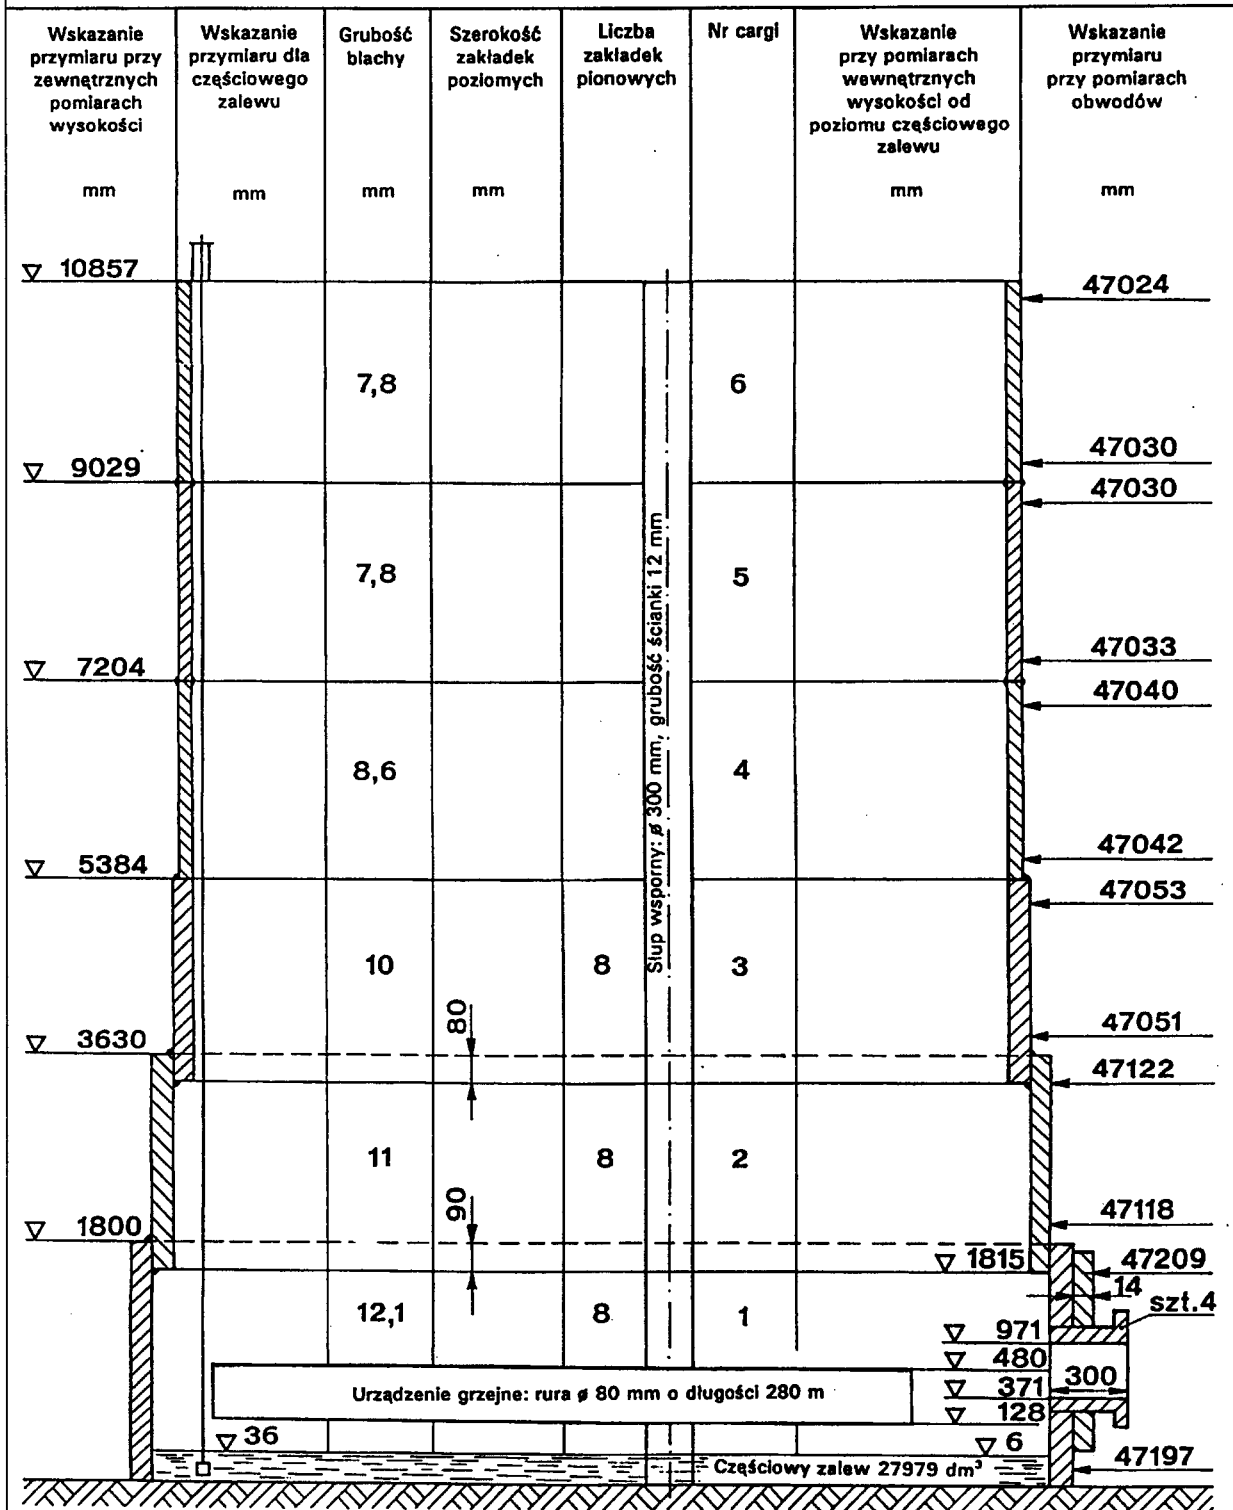 Wskazanie
przymiaru przy
zewnętrznych
pomiarach
wysokości
mm
Wskazanie
przymiaru dla
częściowego
zalewu
mm
Grubość
blachy
mm
Szerokość
zakładek
poziomych
mm
Liczba
zakładek
pionowych
Nr cargi
Wskazanie
przy pomiarach
wewnętrznych
wysokości od
poziomu częściowego
zalewu
mm
Wskazanie
przymiaru
przy pomiarach
obwodów
mm
10857
47024
7,8
6
9029
47030
47030
7,8
5
7204
47033
47040
8,6
4
5384
47042
47053
10
8
3
80
3630
47051
47122
11
8
2
90
1800
47118
1815
47209
14
12,1
8
1
szt.4
971
480
371
300
128
Słup wsporny: ø 300 mm, grubość ścianki 12 mm
Urządzenie grzejne: rura ø 80 mm o długości 280 m
36
6
Częściowy zalew 27979 dm³
47197